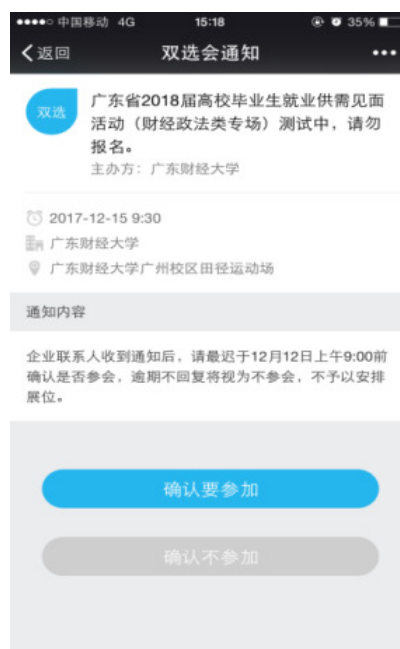 中国移动 4G 15:18 35%
返回 双选会通知
双选
广东省2018届高校毕业生就业供需见面
活动（财经政法类专场）测试中，请勿
报名。
主办方：广东财经大学
2017-12-15 9:30
广东财经大学
广东财经大学广州校区田径运动场
通知内容
企业联系人收到通知后，请最迟于12月12日上午9:00前
确认是否参会，逾期不回复将视为不参会，不予以安排
展位。
确认要参加
确认不参加